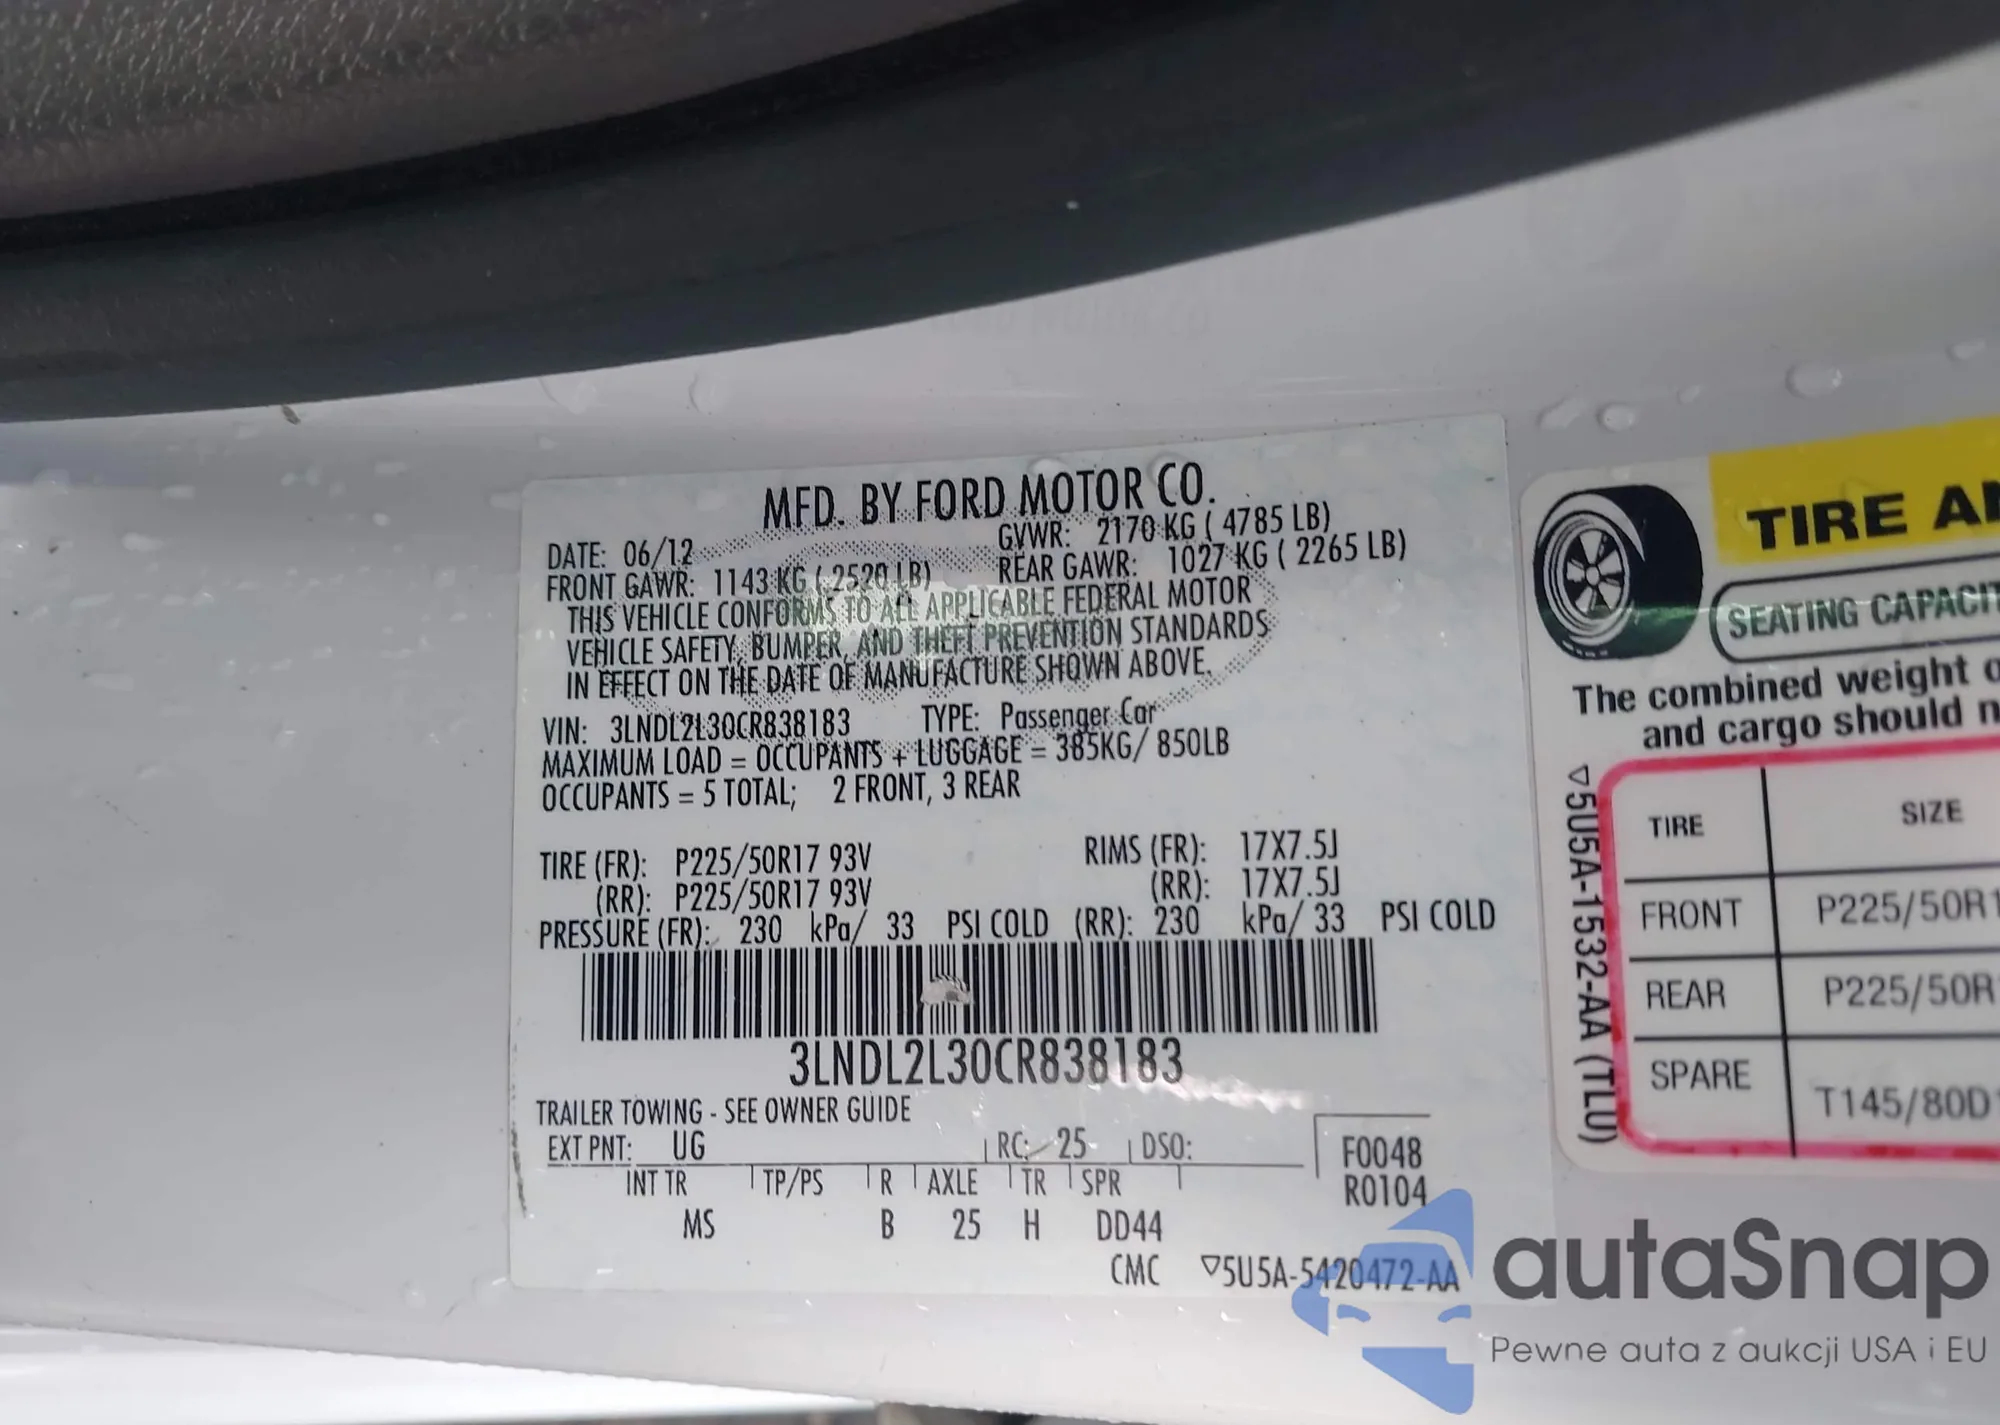 MFD. BY FORD MOTOR CO.
DATE: 06/12 GVWR: 2170 KG ( 4785 LB)
FRONT GAWR: 1143 KG ( 2520 LB) REAR GAWR: 1027 KG ( 2265 LB)
THIS VEHICLE CONFORMS TO ALL APPLICABLE FEDERAL MOTOR
VEHICLE SAFETY, BUMPER, AND THEFT PREVENTION STANDARDS
IN EFFECT ON THE DATE OF MANUFACTURE SHOWN ABOVE.
VIN: 3LNDL2L30CR838183 TYPE: Passenger Car
MAXIMUM LOAD = OCCUPANTS + LUGGAGE = 385KG/ 850LB
OCCUPANTS = 5 TOTAL; 2 FRONT, 3 REAR
TIRE (FR): P225/50R17 93V RIMS (FR): 17X7.5J
(RR): P225/50R17 93V (RR): 17X7.5J
PRESSURE (FR): 230 kPa/ 33 PSI COLD (RR): 230 kPa/ 33 PSI COLD
3LNDL2L30CR838183
TRAILER TOWING - SEE OWNER GUIDE
EXT PNT: UG RC: 25 DSO: F0048
INT TR TP/PS R AXLE TR SPR R0104
MS B 25 H DD44
CMC ▽5U5A-5420472-AA
TIRE
SEATING CAPACIT
The combined weight
and cargo should
▽5U5A-1532-AA (TLU)
TIRE SIZE
FRONT P225/50R1
REAR P225/50R
SPARE T145/80D
autaSnap
Pewne auta z aukcji USA i EU